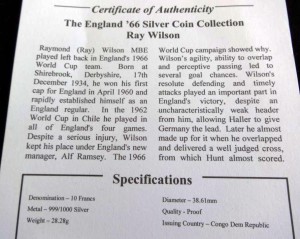 Certificate of Authenticity
The England '66 Silver Coin Collection
Ray Wilson
Raymond (Ray) Wilson MBE
played left back in England's 1966
World Cup team. Born at
Shirebrook, Derbyshire, 17th
December 1934, he won his first
cap for England in April 1960 and
rapidly established himself as an
England regular. In the 1962
World Cup in Chile he played in
all of England's four games.
Despite a serious injury, Wilson
kept his place under England's new
manager, Alf Ramsey. The 1966
World Cup campaign showed why.
Wilson's agility, ability to overlap
and perceptive passing led to
several goal chances. Wilson's
resolute defending and timely
attacks played an important part in
England's victory, despite an
uncharacteristically weak header
from him, allowing Haller to give
Germany the lead. Later he almost
made up for it when he overlapped
and delivered a well judged cross,
from which Hunt almost scored.
Specifications
Denomination - 10 Francs
Metal - 999/1000 Silver
Weight - 28.28g
Diameter - 38.61mm
Quality - Proof
Issuing Country - Congo Dem Republic